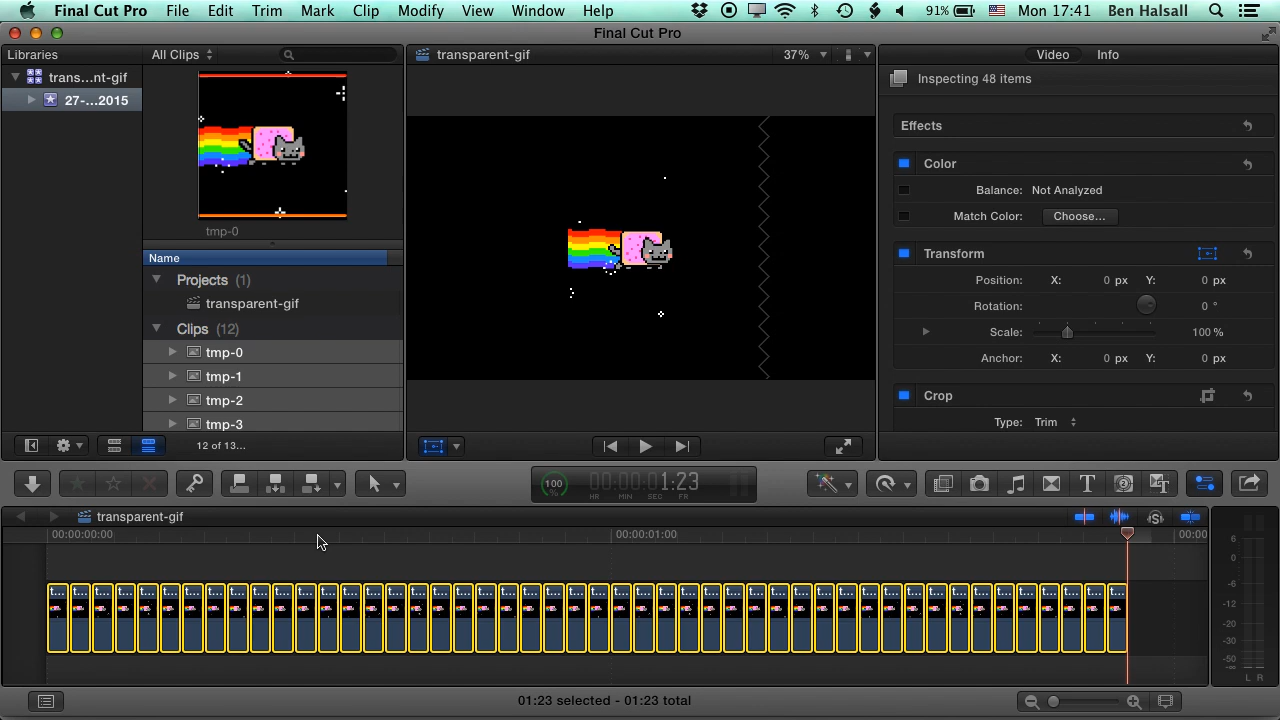 Final Cut Pro File Edit Trim Mark Clip Modify View Window Help 91% Mon 17:41 Ben Halsall
Final Cut Pro
Libraries All Clips transparent-gif 37% Video Info
trans...nt-gif
27-...2015
Inspecting 48 items
Effects
Color
Balance: Not Analyzed
Match Color: Choose...
Transform
Position: X: 0 px Y: 0 px
Rotation: 0 °
Scale: 100 %
Anchor: X: 0 px Y: 0 px
Crop
Type: Trim
tmp-0
Name
Projects (1)
transparent-gif
Clips (12)
tmp-0
tmp-1
tmp-2
tmp-3
12 of 13...
100 00:00:01:23
HR MIN SEC FR
transparent-gif
00:00:00:00 00:00:01:00 00:00
t... t... t... t... t... t... t... t... t... t... t... t... t... t... t... t... t... t... t... t... t... t... t... t... t... t... t... t... t... t... t... t... t... t... t... t... t... t... t... t... t... t... t... t... t... t... t... t...
6
0
-6
-12
-20
-30
-50
-∞
L R
01:23 selected - 01:23 total